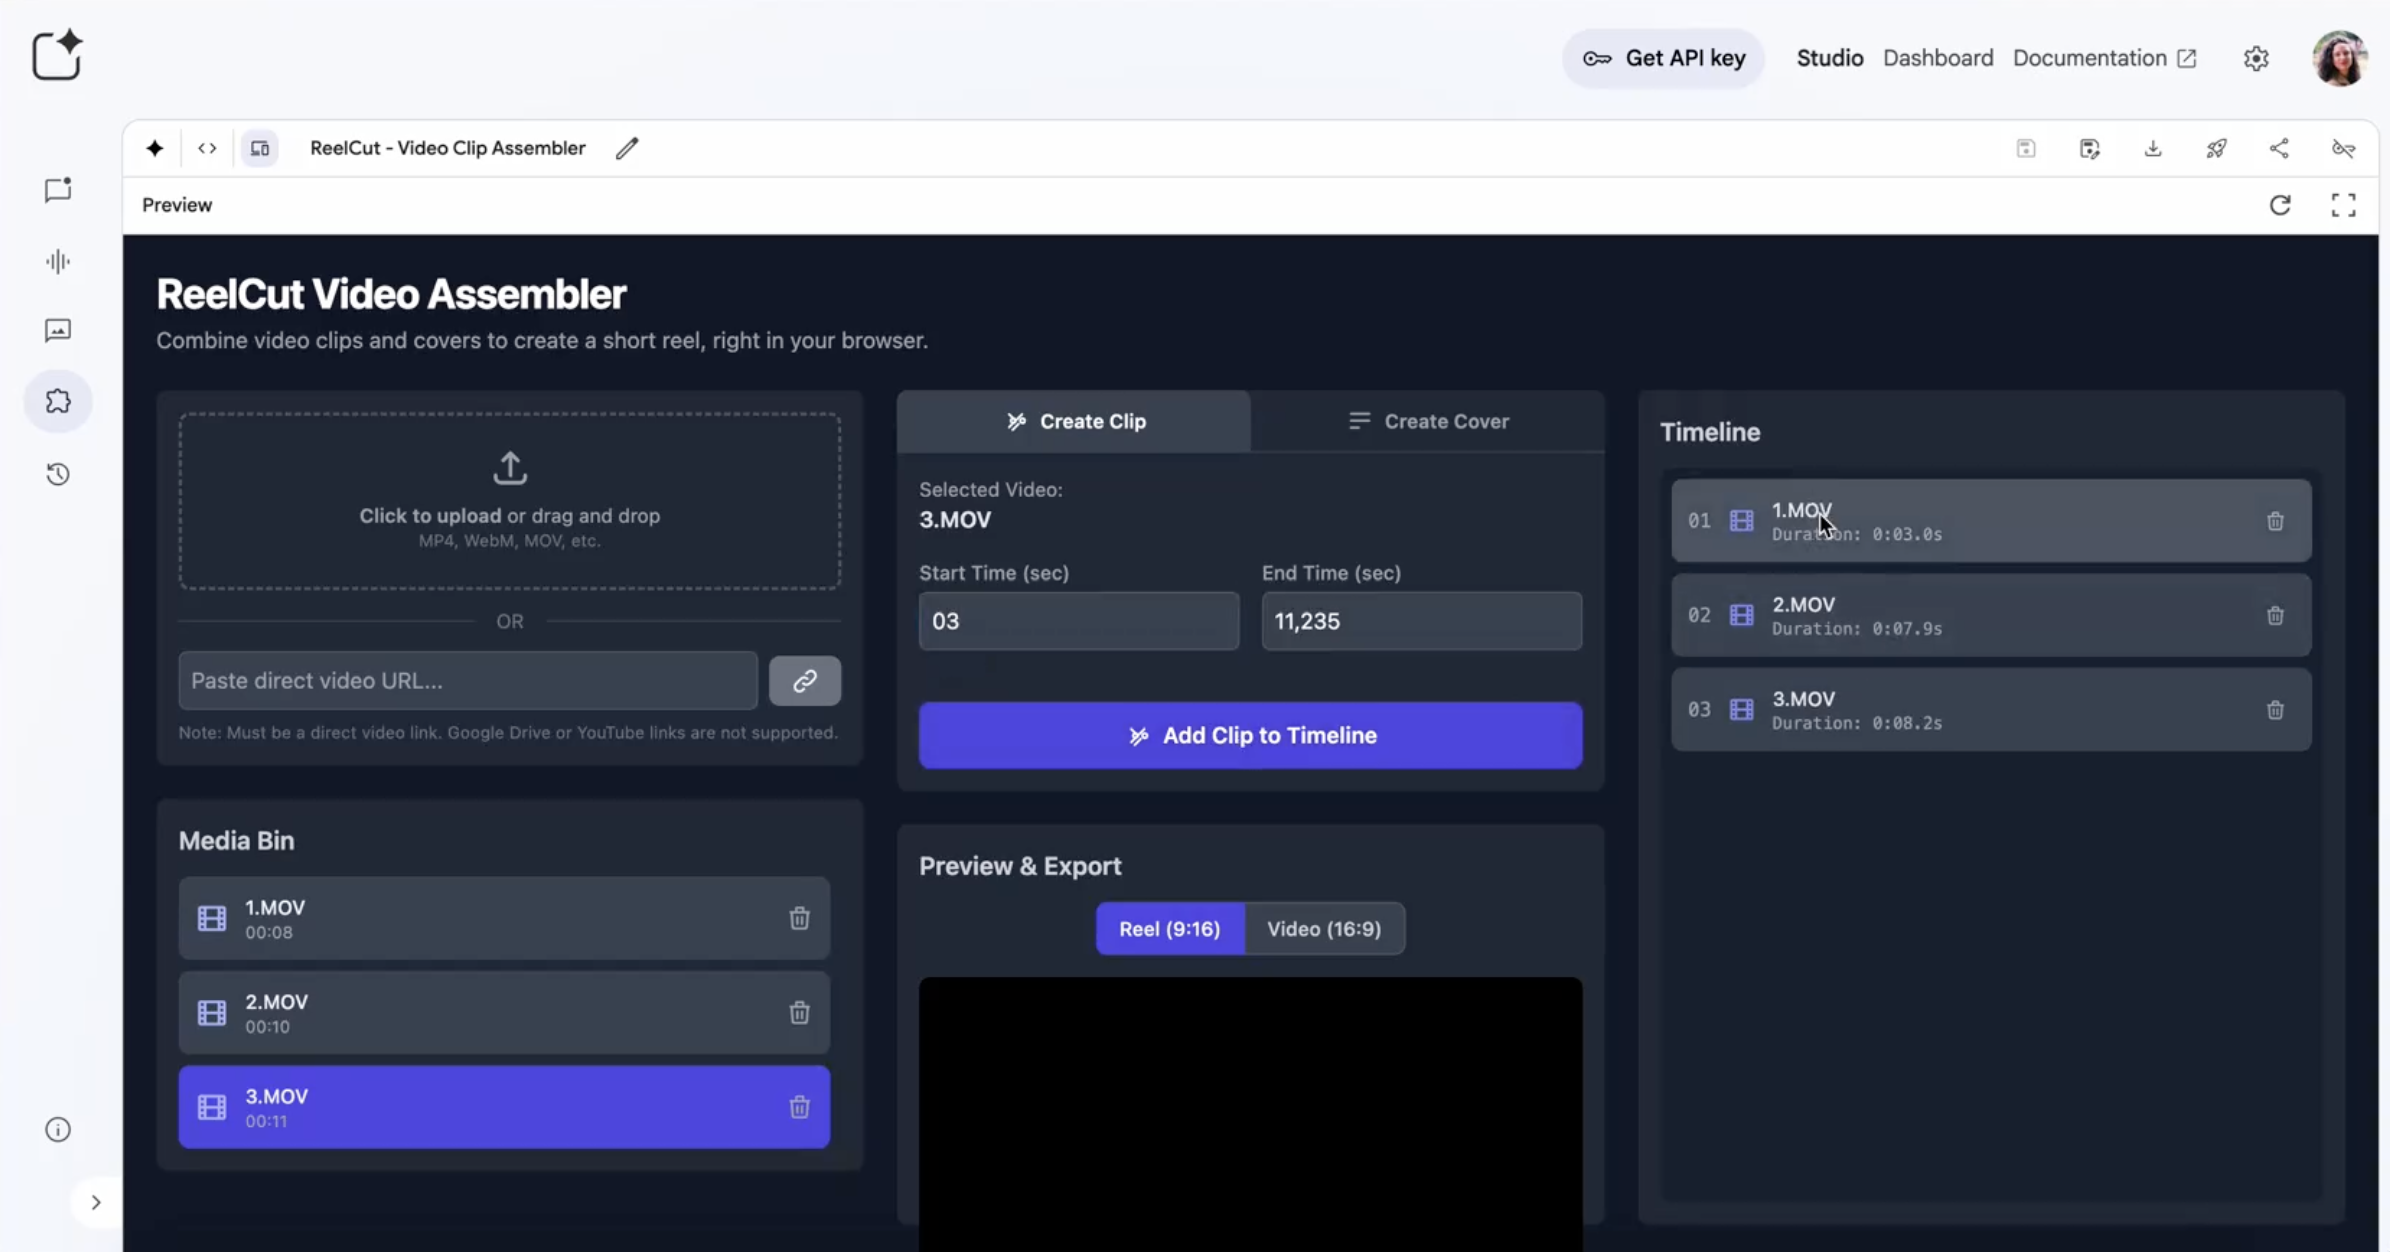 Get API key
Studio
Dashboard
Documentation
ReelCut - Video Clip Assembler
Preview
ReelCut Video Assembler
Combine video clips and covers to create a short reel, right in your browser.
Click to upload or drag and drop
MP4, WebM, MOV, etc.
OR
Paste direct video URL...
Note: Must be a direct video link. Google Drive or YouTube links are not supported.
Media Bin
1.MOV
00:08
2.MOV
00:10
3.MOV
00:11
Create Clip
Create Cover
Selected Video:
3.MOV
Start Time (sec)
End Time (sec)
03
11,235
Add Clip to Timeline
Preview & Export
Reel (9:16)
Video (16:9)
Timeline
01
1.MOV
Duration: 0:03.0s
02
2.MOV
Duration: 0:07.9s
03
3.MOV
Duration: 0:08.2s